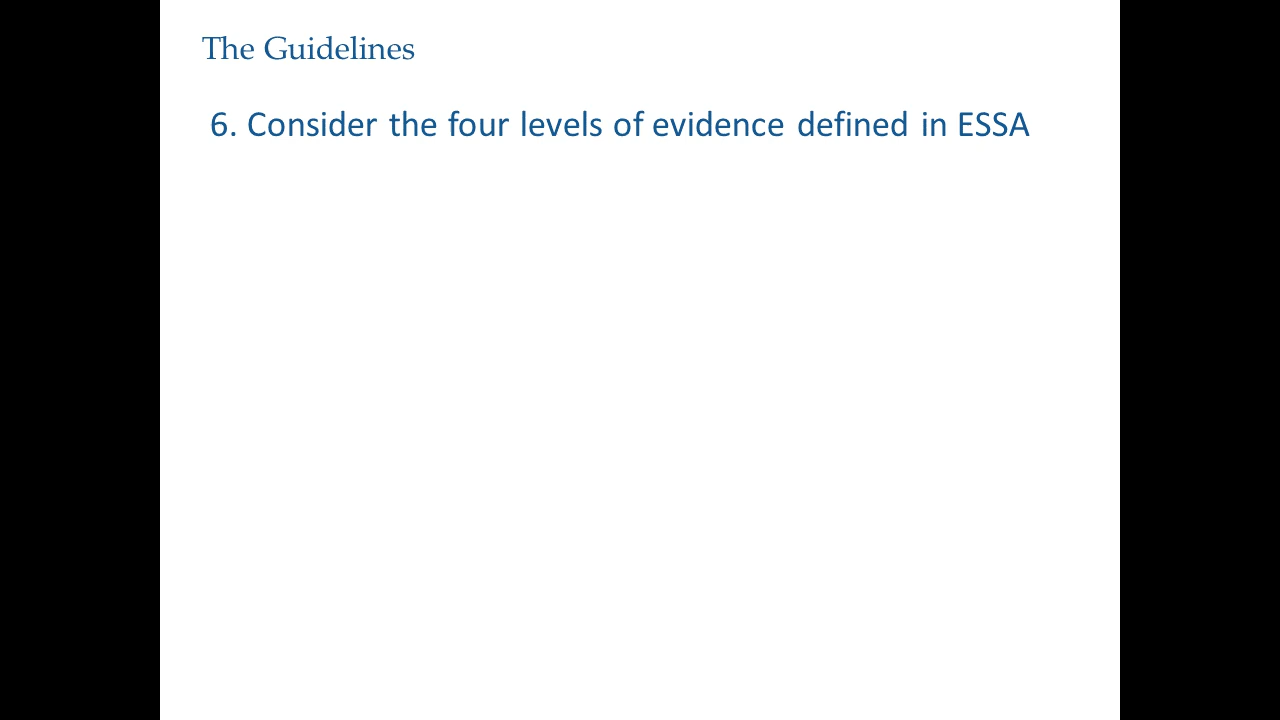 The Guidelines
6. Consider the four levels of evidence defined in ESSA